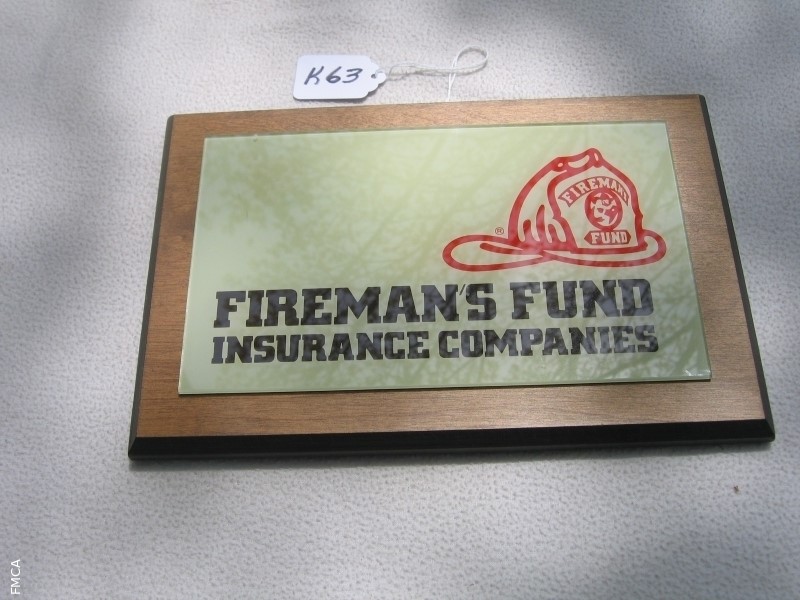 K63
FIREMAN'S
FUND
®
FIREMAN'S FUND
INSURANCE COMPANIES
FMCA